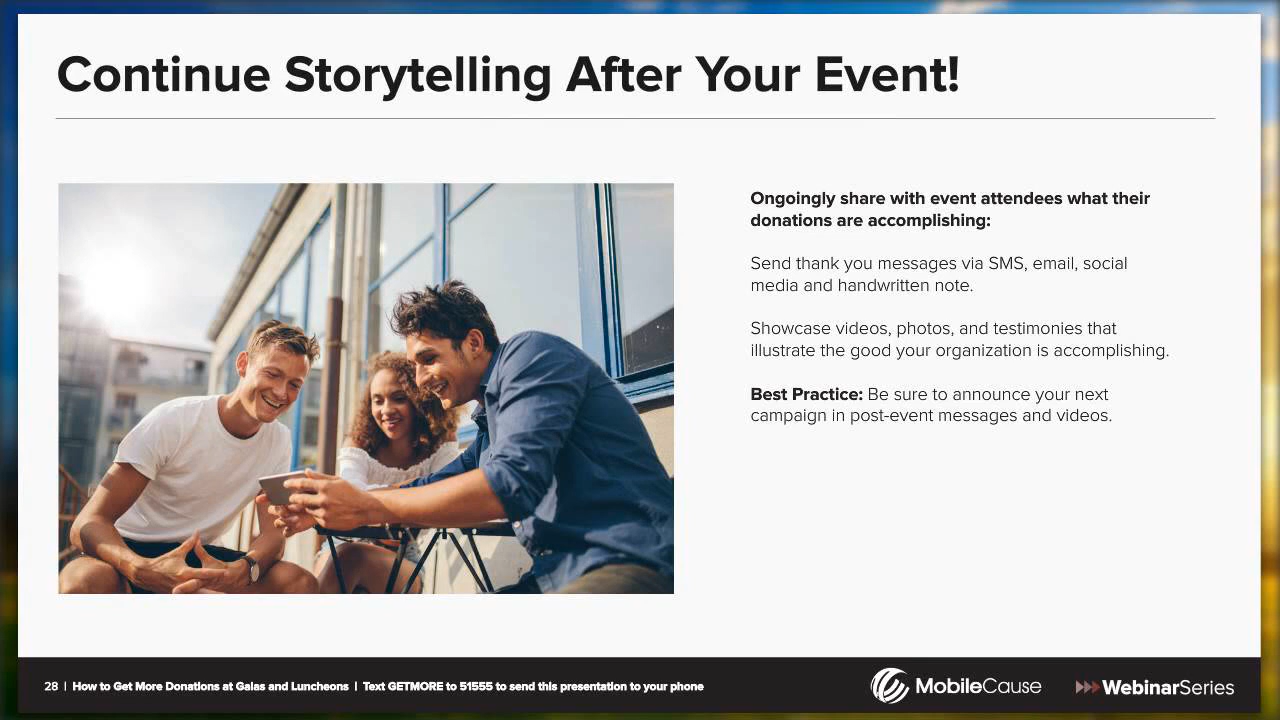 Continue Storytelling After Your Event!
Ongoingly share with event attendees what their
donations are accomplishing:
Send thank you messages via SMS, email, social
media and handwritten note.
Showcase videos, photos, and testimonies that
illustrate the good your organization is accomplishing.
Best Practice: Be sure to announce your next
campaign in post-event messages and videos.
28 | How to Get More Donations at Galas and Luncheons | Text GETMORE to 51555 to send this presentation to your phone
MobileCause
WebinarSeries